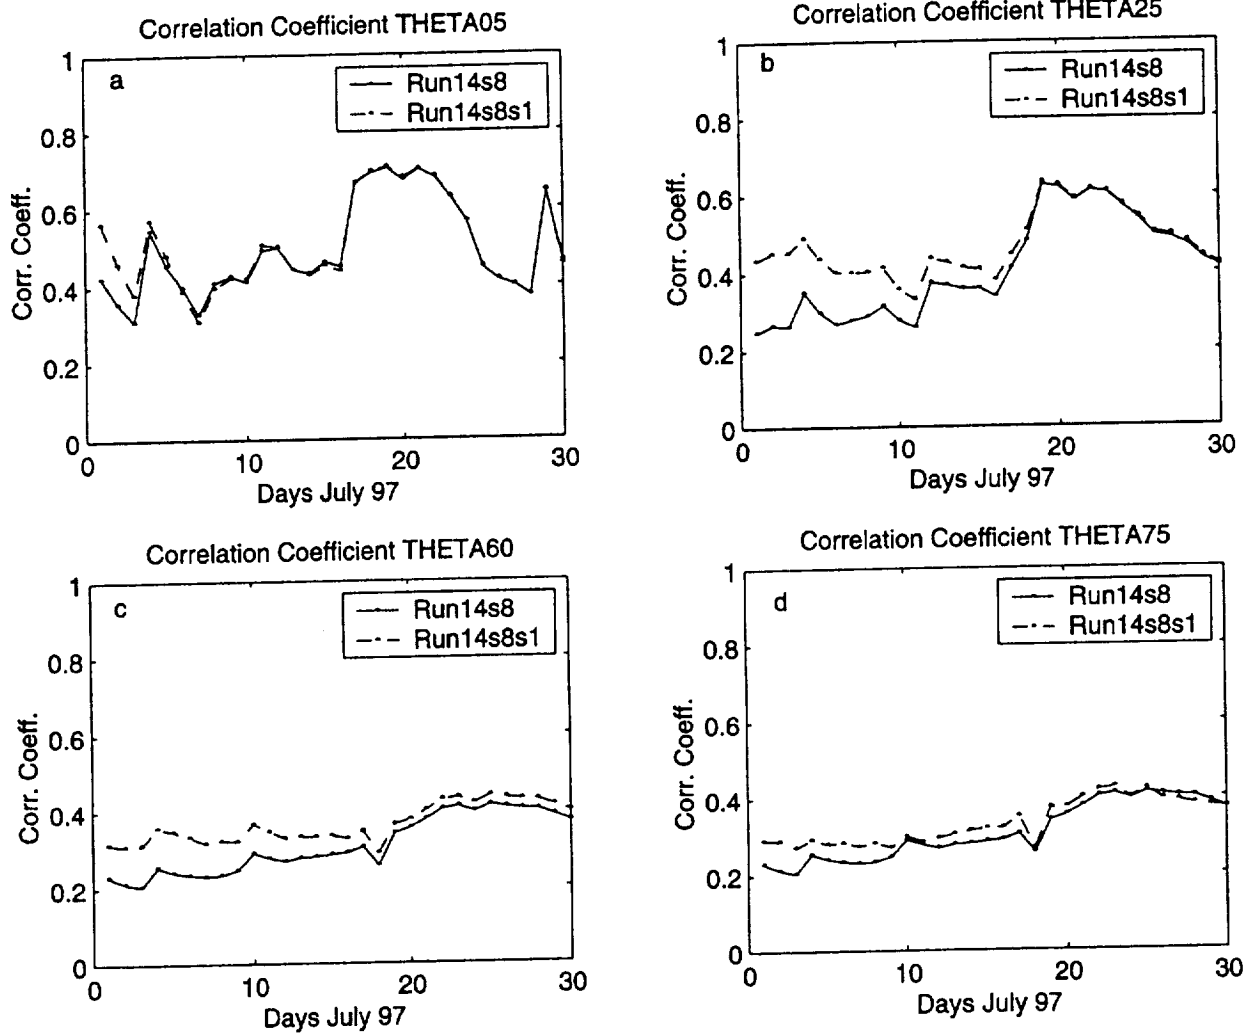 Correlation Coefficient THETA05
a
Run14s8
Run14s8s1
1
0.8
0.6
0.4
0.2
0
Corr. Coeff.
0
10
20
30
Days July 97
Correlation Coefficient THETA25
b
Run14s8
Run14s8s1
1
0.8
0.6
0.4
0.2
0
Corr. Coeff.
0
10
20
30
Days July 97
Correlation Coefficient THETA60
c
Run14s8
Run14s8s1
1
0.8
0.6
0.4
0.2
0
Corr. Coeff.
0
10
20
30
Days July 97
Correlation Coefficient THETA75
d
Run14s8
Run14s8s1
1
0.8
0.6
0.4
0.2
0
Corr. Coeff.
0
10
20
30
Days July 97